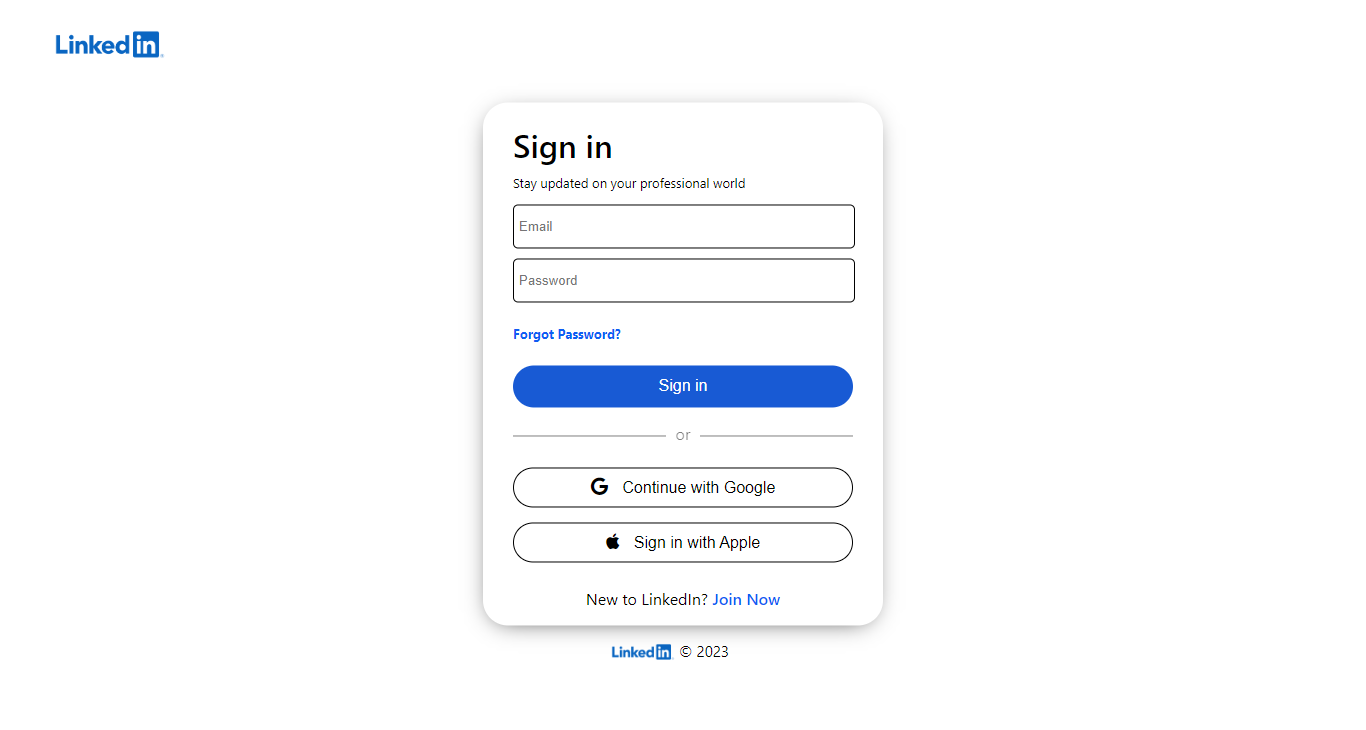 LinkedIn
Sign in
Stay updated on your professional world
Email
Password
Forgot Password?
Sign in
or
Continue with Google
Sign in with Apple
New to LinkedIn? Join Now
LinkedIn © 2023